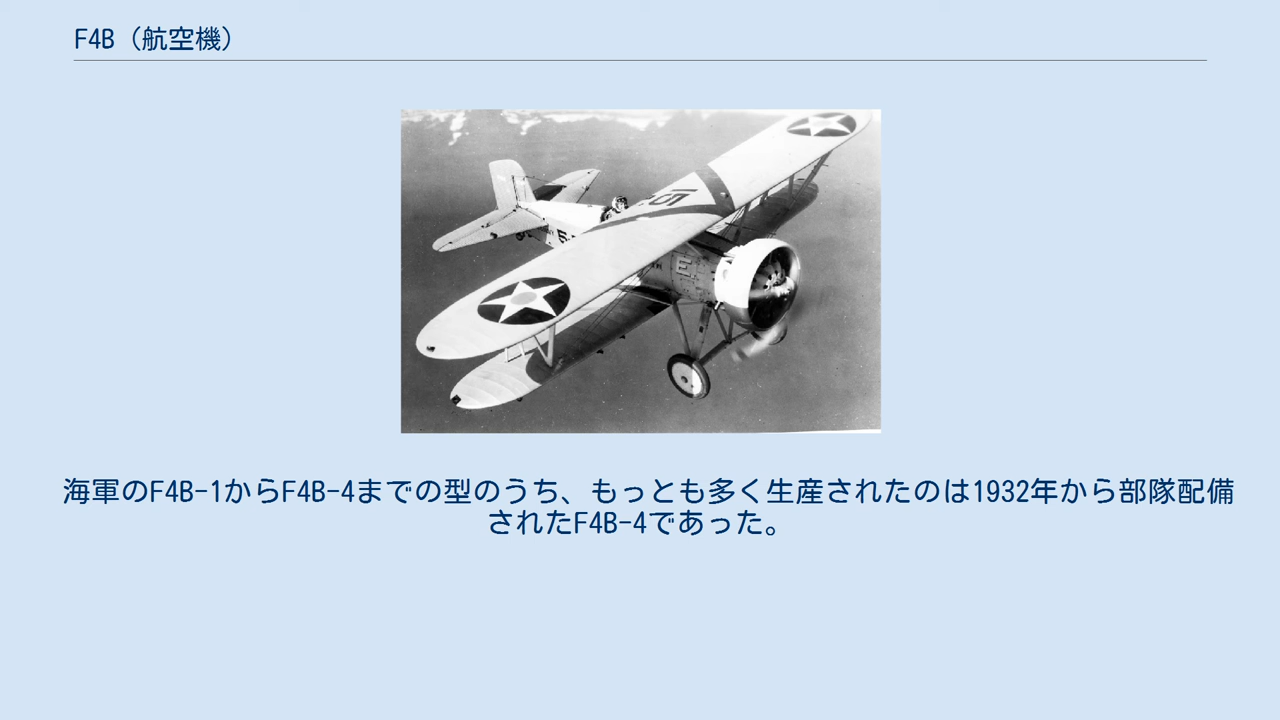 F4B（航空機）
海軍のF4B-1からF4B-4までの型のうち、もっとも多く生産されたのは1932年から部隊配備
されたF4B-4であった。